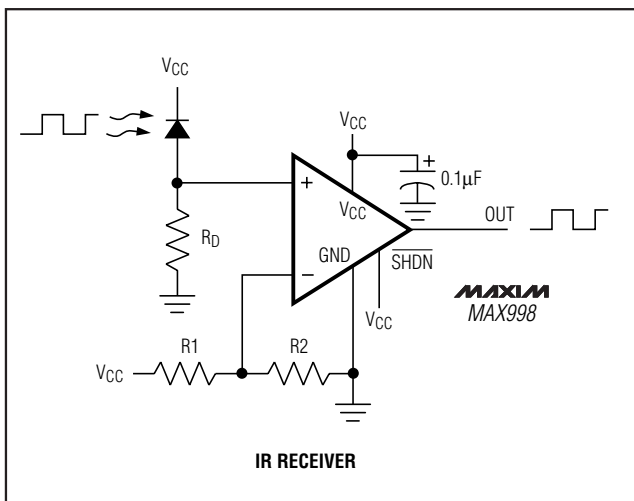 VCC
VCC
+
+
0.1µF
VCC
OUT
RD
GND
SHDN
−
MAXIM
MAX998
VCC
R1
R2
VCC
IR RECEIVER